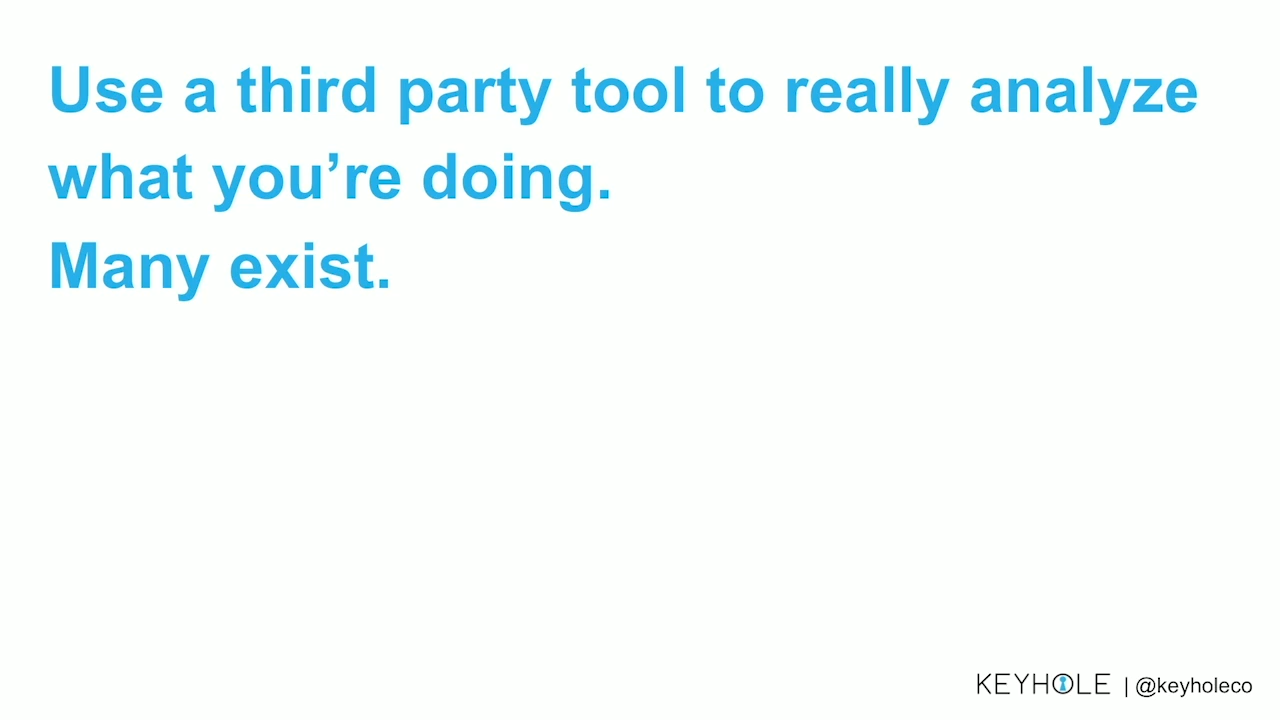 Use a third party tool to really analyze
what you’re doing.
Many exist.
KEYHOLE | @keyholeco